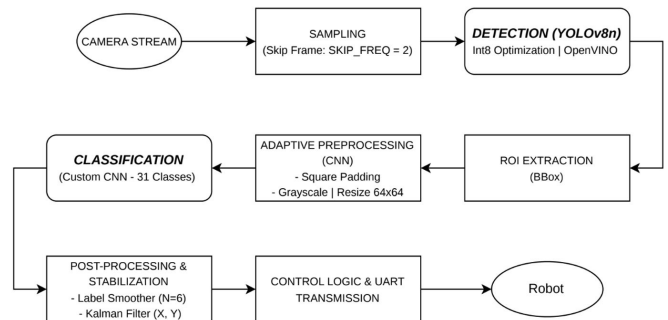 CAMERA STREAM
SAMPLING
(Skip Frame: SKIP_FREQ = 2)
DETECTION (YOLOv8n)
Int8 Optimization | OpenVINO
CLASSIFICATION
(Custom CNN - 31 Classes)
ADAPTIVE PREPROCESSING
(CNN)
- Square Padding
- Grayscale | Resize 64x64
ROI EXTRACTION
(BBox)
POST-PROCESSING &
STABILIZATION
- Label Smoother (N=6)
- Kalman Filter (X, Y)
CONTROL LOGIC & UART
TRANSMISSION
Robot